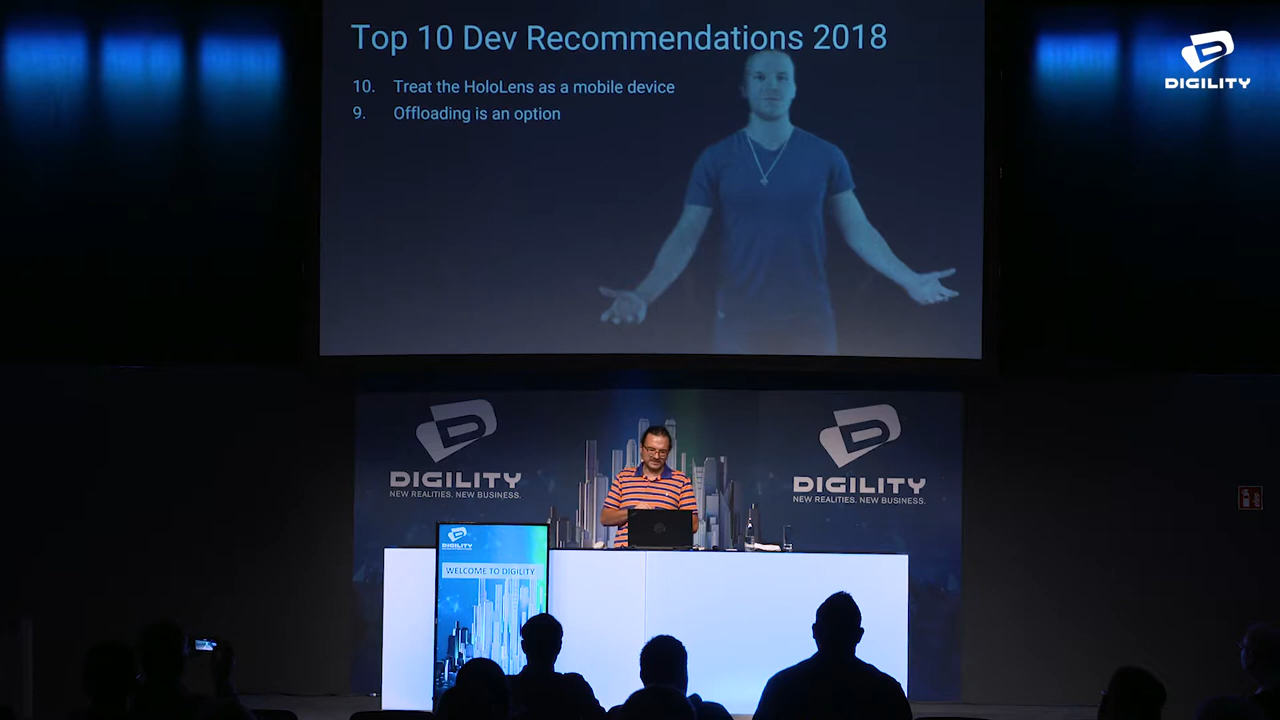 Top 10 Dev Recommendations 2018
10. Treat the HoloLens as a mobile device
9. Offloading is an option
DIGILITY
DIGILITY
NEW REALITIES. NEW BUSINESS.
DIGILITY
NEW REALITIES. NEW BUSINESS.
DIGILITY
WELCOME TO DIGILITY